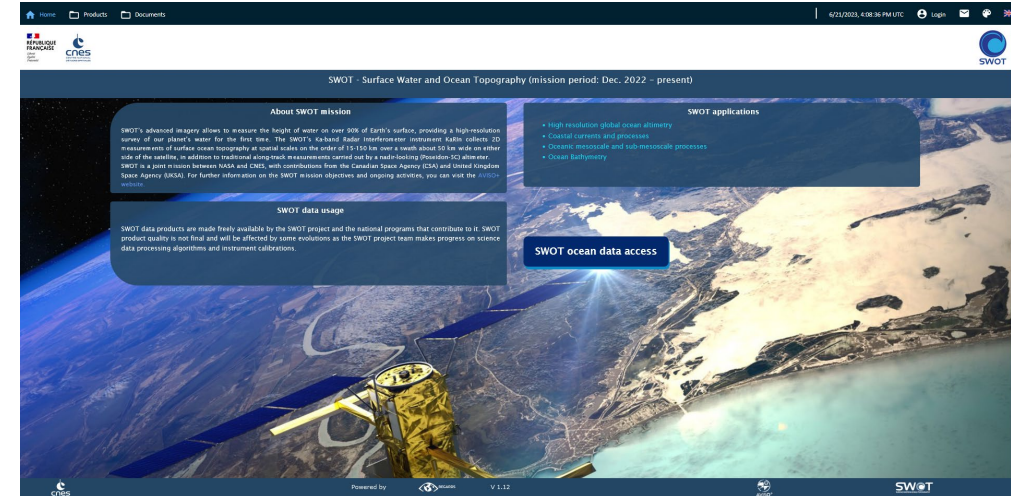 Home Products Documents 6/21/2023, 4:08:36 PM UTC Login
RÉPUBLIQUE
FRANÇAISE
cnes
SWOT
SWOT - Surface Water and Ocean Topography (mission period: Dec. 2022 – present)
About SWOT mission
SWOT's advanced imagery allows to measure the height of water on over 90% of Earth's surface, providing a high-resolution
survey of our planet's water for the first time. The SWOT's Ka-band Radar Interferometer instrument KaRIn collects 2D
measurements of surface ocean topography at spatial scales on the order of 15-150 km over a swath about 50 km wide on either
side of the satellite, in addition to traditional along-track measurements carried out by a nadir-looking (Poseidon-3C) altimeter.
SWOT is a joint mission between NASA and CNES, with contributions from the Canadian Space Agency (CSA) and United Kingdom
Space Agency (UKSA). For further information on the SWOT mission objectives and ongoing activities, you can visit the AVISO+
website
SWOT applications
• High resolution global ocean altimetry
• Coastal currents and processes
• Oceanic mesoscale and sub-mesoscale processes
• Ocean Bathymetry
SWOT data usage
SWOT data products are made freely available by the SWOT project and the national programs that contribute to it. SWOT
product quality is not final and will be affected by some evolutions as the SWOT project team makes progress on science
data processing algorithms and instrument calibrations.
SWOT ocean data access
cnes Powered by V 1.12 AVISO+ SWOT